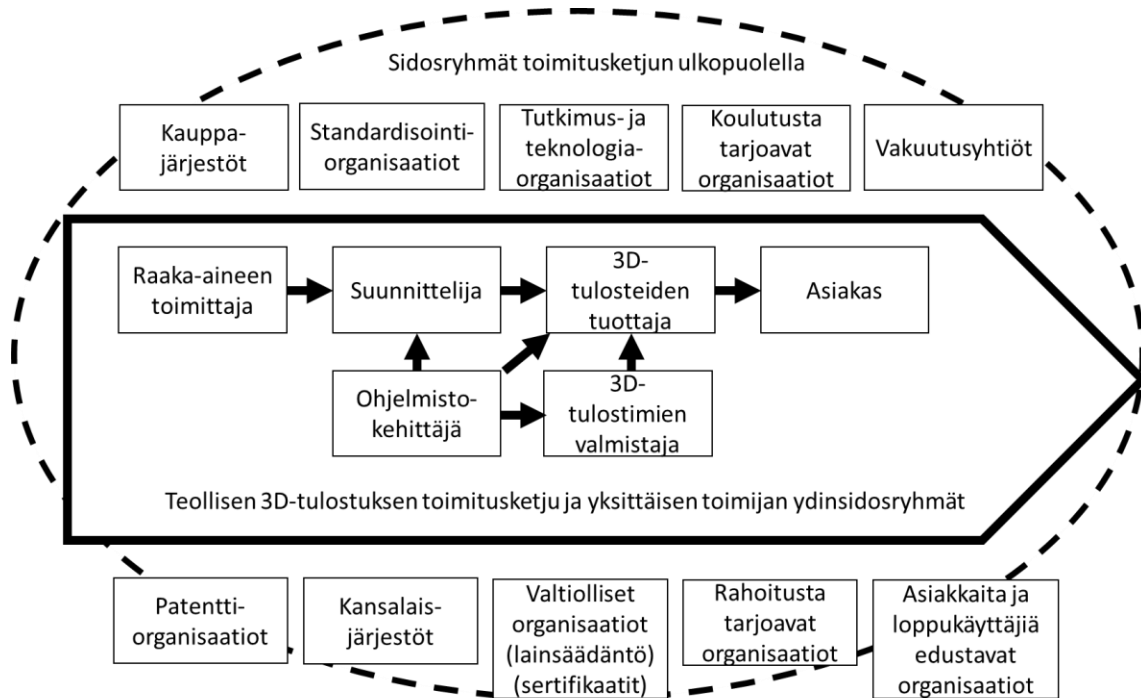 Sidosryhmät toimitusketjun ulkopuolella
Kauppa-
järjestöt
Standardisointi-
organisaatiot
Tutkimus- ja
teknologia-
organisaatiot
Koulutusta
tarjoavat
organisaatiot
Vakuutusyhtiöt
Raaka-aineen
toimittaja
Suunnittelija
3D-
tulosteiden
tuottaja
Asiakas
Ohjelmisto-
kehittäjä
3D-
tulostimien
valmistaja
Teollisen 3D-tulostuksen toimitusketju ja yksittäisen toimijan ydinsidosryhmät
Patentti-
organisaatiot
Kansalais-
järjestöt
Valtiolliset
organisaatiot
(lainsäädäntö)
(sertifikaatit)
Rahoitusta
tarjoavat
organisaatiot
Asiakkaita ja
loppukäyttäjiä
edustavat
organisaatiot